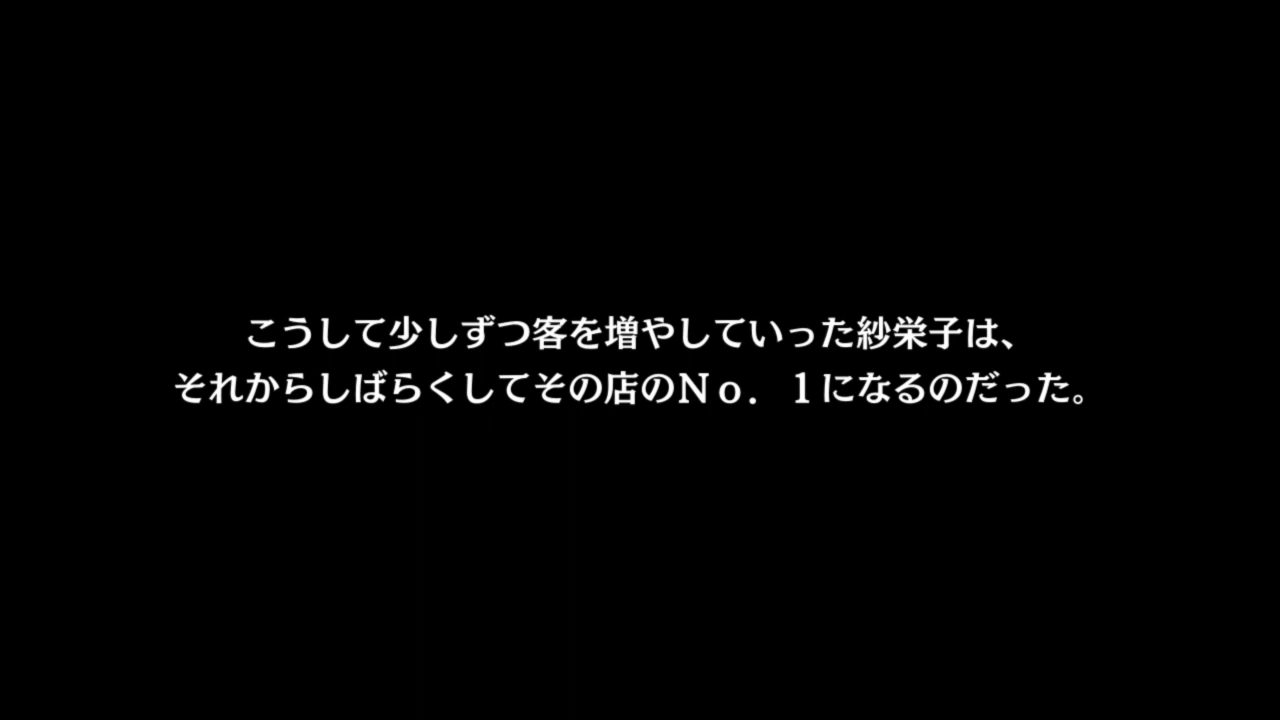 こうして少しずつ客を増やしていった紗栄子は、
それからしばらくしてその店のＮｏ．１になるのだった。